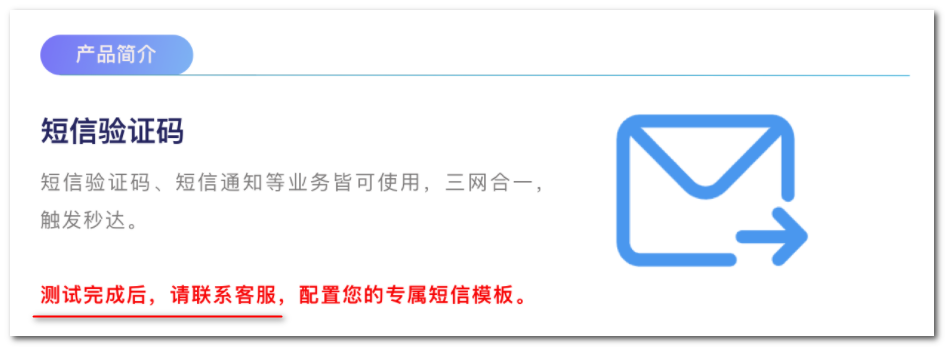 产品简介
短信验证码
短信验证码、短信通知等业务皆可使用，三网合一，
触发秒达。
测试完成后，请联系客服，配置您的专属短信模板。